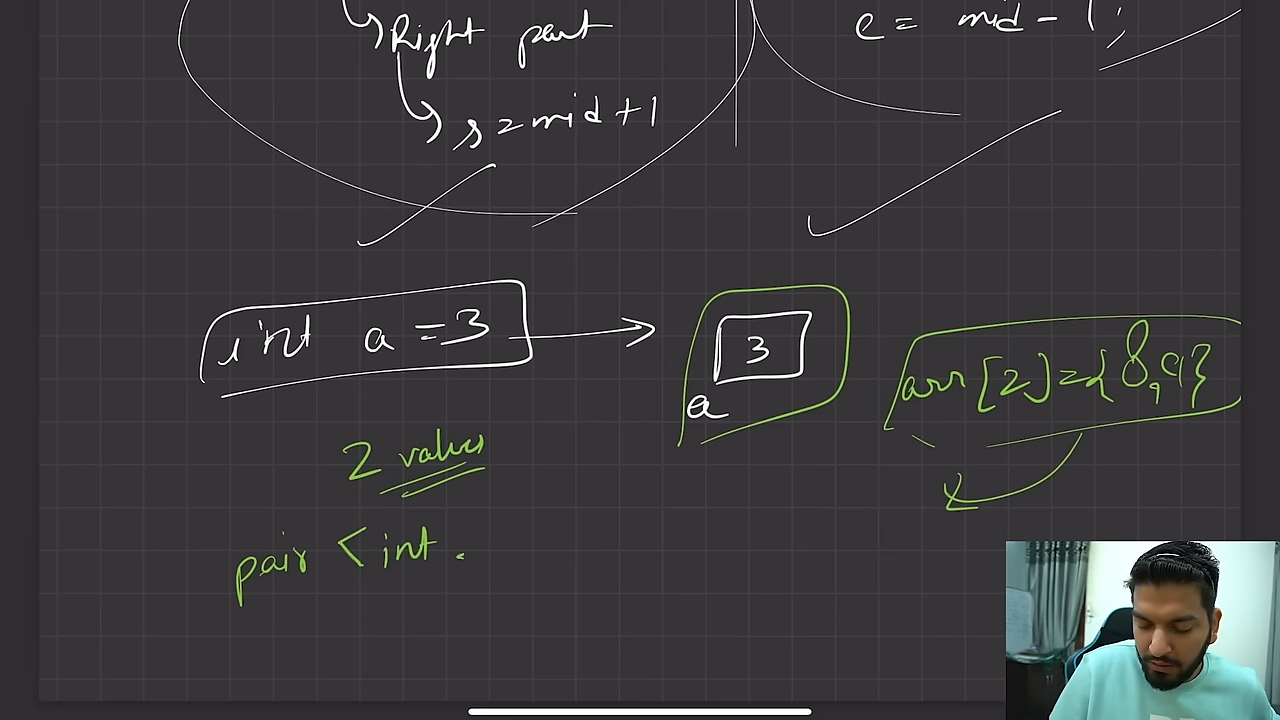 Right part
s = mid + 1
e = mid - 1;
int a = 3
3
a
arr [2] = { 8, 9 }
2 values
pair < int